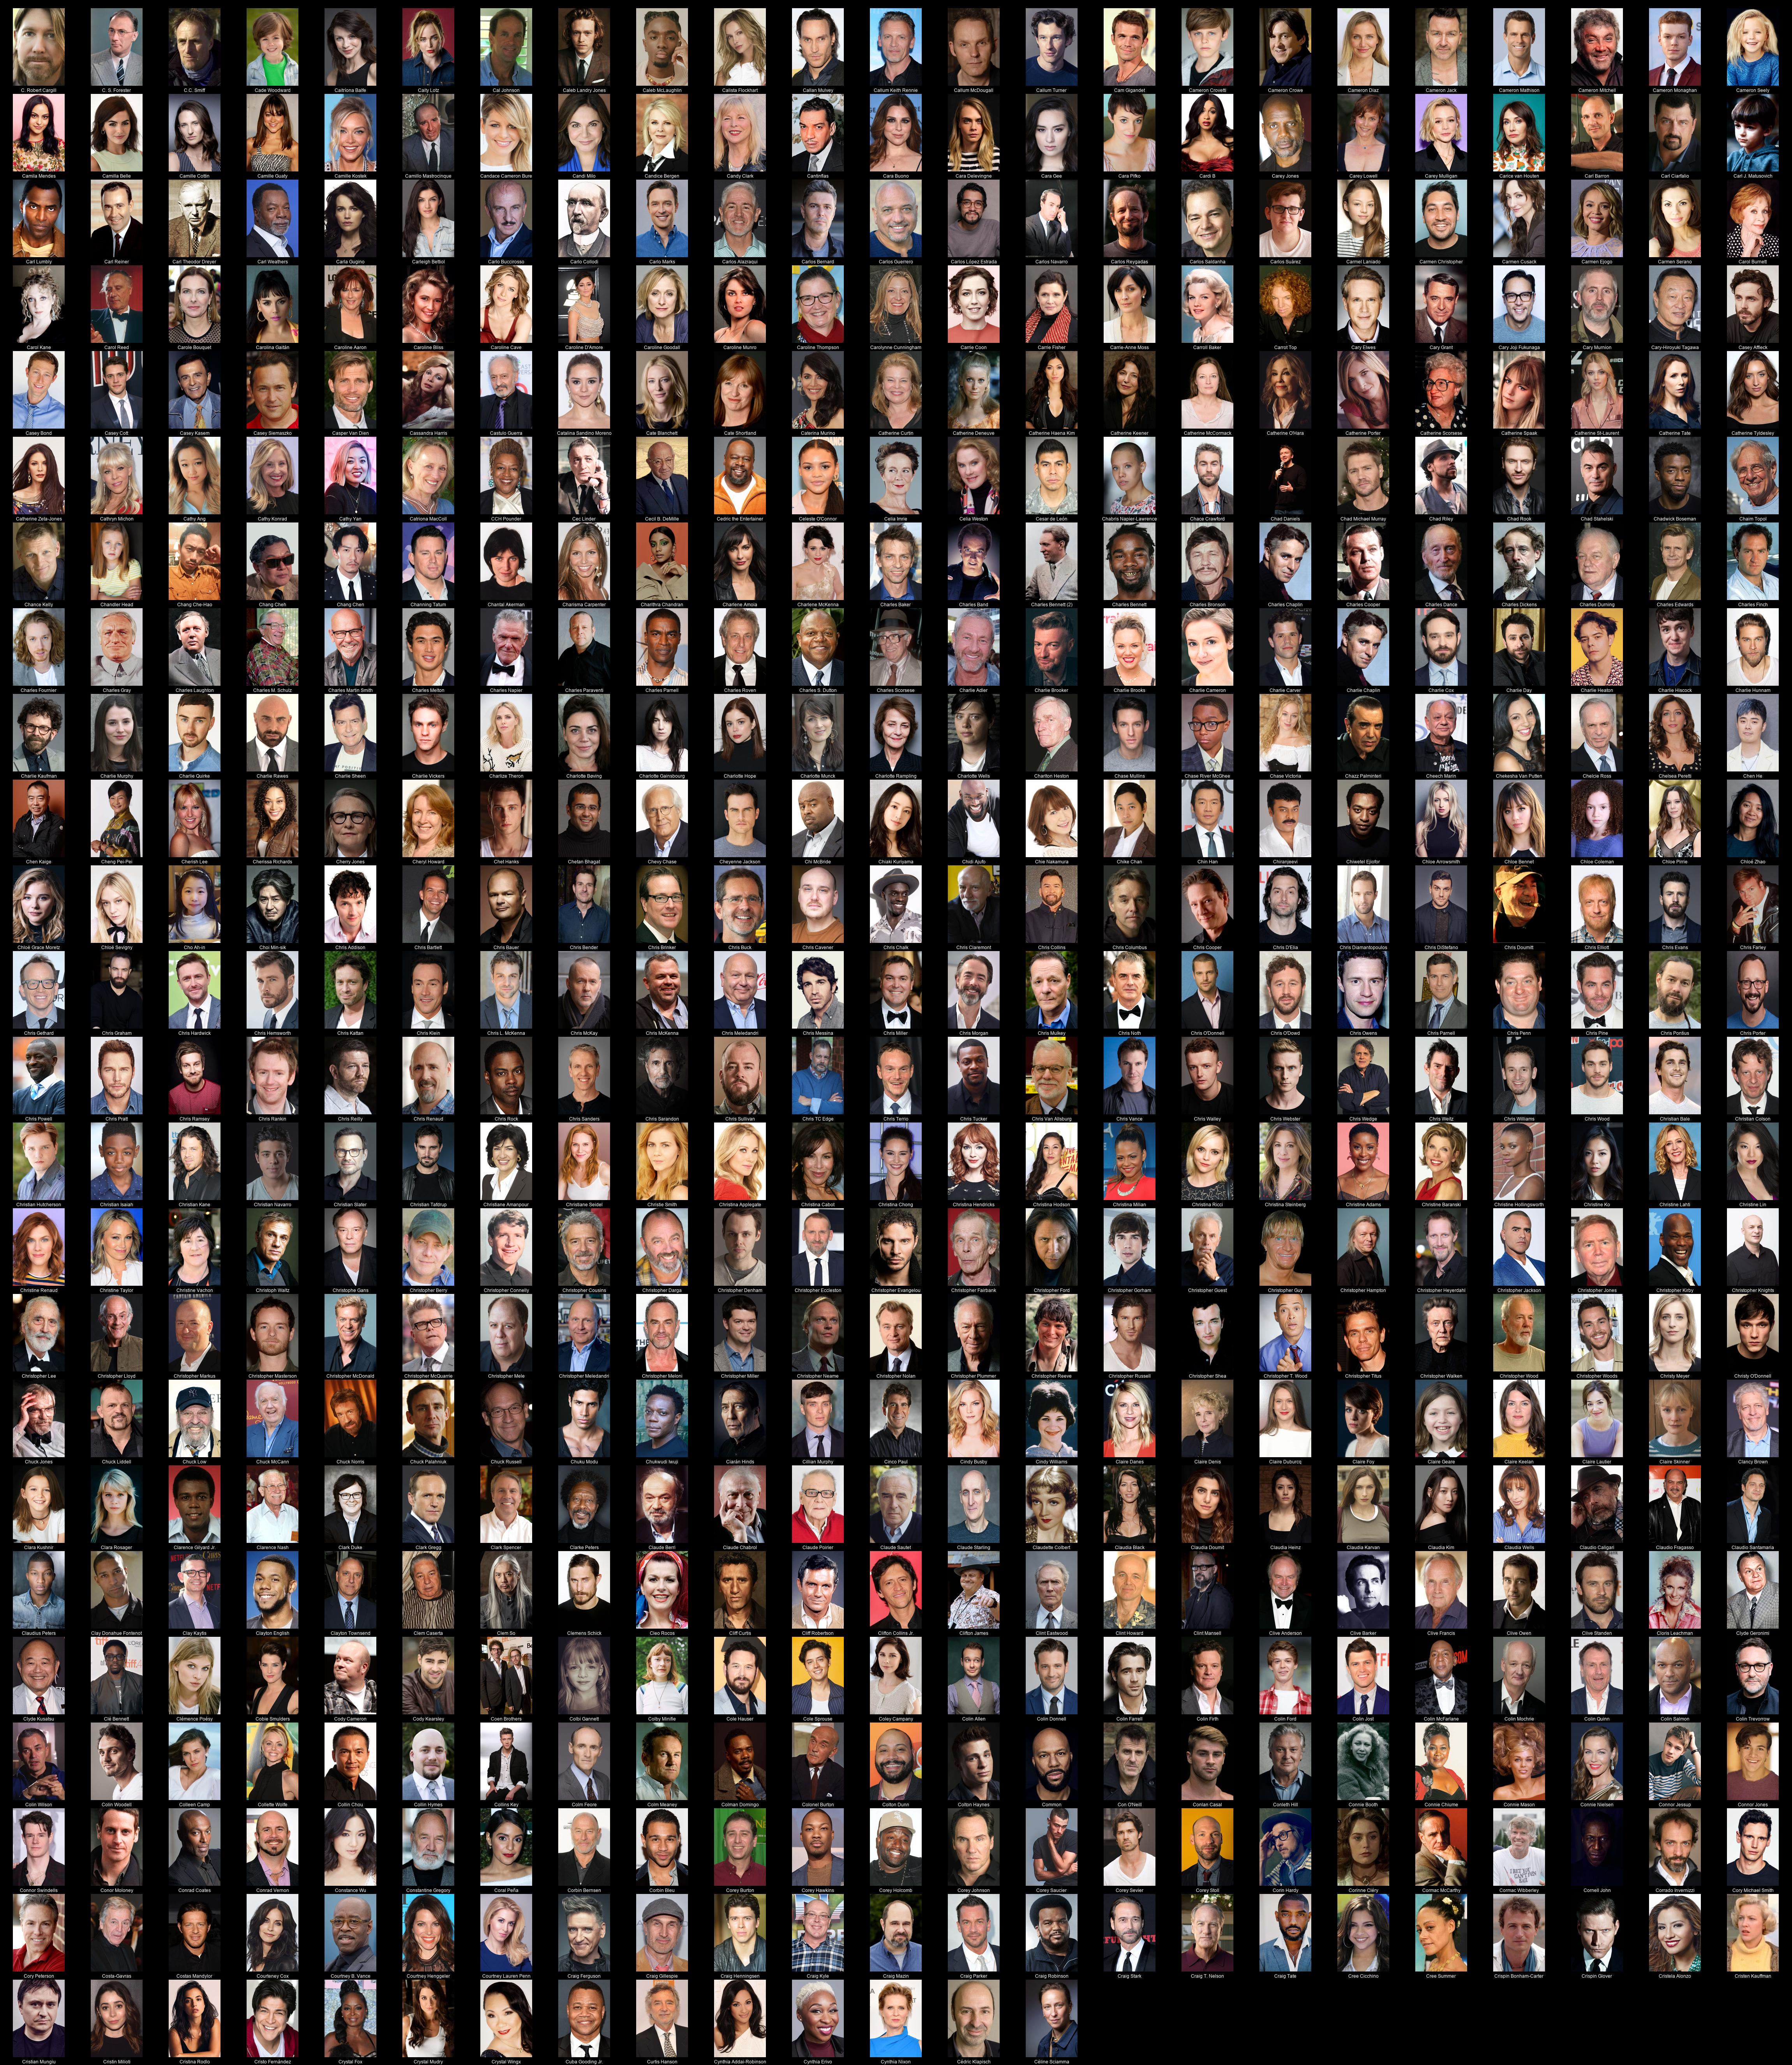 C. Robert Cargill C. S. Forester C.C. Smiff Cade Woodward Caitríona Balfe Caity Lotz Cal Johnson Caleb Landry Jones Caleb McLaughlin Calista Flockhart Callan Mulvey Callum Keith Rennie Callum McDougall Callum Turner Cam Gigandet Cameron Crovetti Cameron Crowe Cameron Diaz Cameron Jack Cameron Mathison Cameron Mitchell Cameron Monaghan Cameron Seely
Camila Mendes Camilla Belle Camille Cottin Camille Guaty Camille Kostek Camillo Mastrocinque Candace Cameron Bure Candi Milo Candice Bergen Candy Clark Cantinflas Cara Buono Cara Delevingne Cara Gee Cara Pifko Cardi B Carey Jones Carey Lowell Carey Mulligan Carice van Houten Carl Barron Carl Ciarfalio Carl J. Matusovich
Carl Lumbly Carl Reiner Carl Theodor Dreyer Carl Weathers Carla Gugino Carleigh Beibol Carlo Buccirosso Carlo Collodi Carlo Marks Carlos Alazraqui Carlos Bernard Carlos Guerrero Carlos López Estrada Carlos Navarro Carlos Reygadas Carlos Saldanha Carlos Suárez Carmel Laniado Carmen Christopher Carmen Cusack Carmen Ejogo Carmen Serano Carol Burnett
Carol Kane Carol Reed Carole Bouquet Carolina Gaitán Caroline Aaron Caroline Bliss Caroline Cave Caroline D'Amore Caroline Goodall Caroline Munro Caroline Thompson Carolynne Cunningham Carrie Coon Carrie Fisher Carrie-Anne Moss Carroll Baker Carrot Top Cary Elwes Cary Grant Cary Joji Fukunaga Cary Murnion Cary-Hiroyuki Tagawa Casey Affleck
Casey Bond Casey Cott Casey Kasem Casey Siemaszko Casper Van Dien Cassandra Harris Castulo Guerra Catalina Sandino Moreno Cate Blanchett Cate Shortland Caterina Murino Catherine Curtin Catherine Deneuve Catherine Haena Kim Catherine Keener Catherine McCormack Catherine O'Hara Catherine Porter Catherine Scorsese Catherine Spaak Catherine St-Laurent Catherine Tate Catherine Tyldesley
Catherine Zeta-Jones Cathryn Michon Cathy Ang Cathy Konrad Cathy Yan Catriona MacColl CCH Pounder Cec Linder Cecil B. DeMille Cedric the Entertainer Celeste O'Connor Celia Imrie Celia Weston Cesar de León Chabris Napier-Lawrence Chace Crawford Chad Daniels Chad Michael Murray Chad Riley Chad Rook Chad Stahelski Chadwick Boseman Chaim Topol
Chance Kelly Chandler Head Chang Che-Hao Chang Cheh Chang Chen Channing Tatum Chantal Akerman Charisma Carpenter Charithra Chandran Charlene Amoia Charlene McKenna Charles Baker Charles Band Charles Bennett (2) Charles Bennett Charles Bronson Charles Chaplin Charles Cooper Charles Dance Charles Dickens Charles Durning Charles Edwards Charles Finch
Charles Fournier Charles Gray Charles Laughton Charles M. Schulz Charles Martin Smith Charles Melton Charles Napier Charles Paraventi Charles Parnell Charles Roven Charles S. Dutton Charles Scorsese Charlie Adler Charlie Brooker Charlie Brooks Charlie Cameron Charlie Carver Charlie Chaplin Charlie Cox Charlie Day Charlie Heaton Charlie Hiscock Charlie Hunnam
Charlie Kaufman Charlie Murphy Charlie Quirke Charlie Rawes Charlie Sheen Charlie Vickers Charlize Theron Charlotte Beving Charlotte Gainsbourg Charlotte Hope Charlotte Munck Charlotte Rampling Charlotte Wells Charlton Heston Chase Mullins Chase River McGhee Chase Victoria Chazz Palminteri Cheech Marin Chekesha Van Putten Chelcie Ross Chelsea Peretti Chen He
Chen Kaige Cheng Pei-Pei Cherish Lee Cherissa Richards Cherry Jones Cheryl Howard Chet Hanks Chetan Bhagat Chevy Chase Cheyenne Jackson Chi McBride Chiaki Kuriyama Chidi Ajufo Chie Nakamura Chike Chan Chin Han Chiranjeevi Chiwetel Ejiofor Chloe Arrowsmith Chloe Bennet Chloe Coleman Chloe Pirrie Chloé Zhao
Chloë Grace Moretz Chloë Sevigny Cho Ah-in Choi Min-sik Chris Addison Chris Bartlett Chris Bauer Chris Bender Chris Brinker Chris Buck Chris Cavener Chris Chalk Chris Claremont Chris Collins Chris Columbus Chris Cooper Chris D'Elia Chris Diamantopoulos Chris DiStefano Chris Doumitt Chris Elliott Chris Evans Chris Farley
Chris Gethard Chris Graham Chris Hardwick Chris Hemsworth Chris Kattan Chris Klein Chris L. McKenna Chris McKay Chris McKenna Chris Meledandri Chris Messina Chris Miller Chris Morgan Chris Mulkey Chris Noth Chris O'Donnell Chris O'Dowd Chris Owens Chris Parnell Chris Penn Chris Pine Chris Pontius Chris Porter
Chris Powell Chris Pratt Chris Ramsey Chris Rankin Chris Reilly Chris Renaud Chris Rock Chris Sanders Chris Sarandon Chris Sullivan Chris TC Edge Chris Terrio Chris Tucker Chris Van Allsburg Chris Vance Chris Walley Chris Webster Chris Wedge Chris Weitz Chris Williams Chris Wood Christian Bale Christian Colson
Christian Hutcherson Christian Isaiah Christian Kane Christian Navarro Christian Slater Christian Tafdrup Christiane Amanpour Christiane Seidel Christie Smith Christina Applegate Christina Cabot Christina Chong Christina Hendricks Christina Hodson Christina Milian Christina Ricci Christina Steinberg Christine Adams Christine Baranski Christine Hollingsworth Christine Ko Christine Lahti Christine Lin
Christine Renaud Christine Taylor Christine Vachon Christoph Waltz Christophe Gans Christopher Berry Christopher Connelly Christopher Cousins Christopher Darga Christopher Denham Christopher Eccleston Christopher Evangelou Christopher Fairbank Christopher Ford Christopher Gorham Christopher Guest Christopher Guy Christopher Hampton Christopher Heyerdahl Christopher Jackson Christopher Jones Christopher Kirby Christopher Knights
Christopher Lee Christopher Lloyd Christopher Markus Christopher Masterson Christopher McDonald Christopher McQuarrie Christopher Mele Christopher Meledandri Christopher Meloni Christopher Miller Christopher Neame Christopher Nolan Christopher Plummer Christopher Reeve Christopher Russell Christopher Shea Christopher T. Wood Christopher Titus Christopher Walken Christopher Wood Christopher Woods Christy Meyer Christy O'Donnell
Chuck Jones Chuck Liddell Chuck Low Chuck McCann Chuck Norris Chuck Palahniuk Chuck Russell Chuku Modu Chukwudi Iwuji Ciarán Hinds Cillian Murphy Cinco Paul Cindy Busby Cindy Williams Claire Danes Claire Denis Claire Duburcq Claire Foy Claire Geare Claire Keelan Claire Lautier Claire Skinner Clancy Brown
Clara Kushnir Clara Rosager Clarence Gilyard Jr. Clarence Nash Clark Duke Clark Gregg Clark Spencer Clarke Peters Claude Berri Claude Chabrol Claude Poirier Claude Sautet Claude Starling Claudette Colbert Claudia Black Claudia Doumit Claudia Heinz Claudia Karvan Claudia Kim Claudia Wells Claudio Caligari Claudio Fragasso Claudio Santamaria
Claudius Peters Clay Donahue Fontenot Clay Kaytis Clayton English Clayton Townsend Clem Caserta Clem So Clemens Schick Cleo Rocos Cliff Curtis Cliff Robertson Clifton Collins Jr. Clifton James Clint Eastwood Clint Howard Clint Mansell Clive Anderson Clive Barker Clive Francis Clive Owen Clive Standen Cloris Leachman Clyde Geronimi
Clyde Kusatsu Clé Bennett Clémence Poésy Cobie Smulders Cody Cameron Cody Kearsley Coen Brothers Colbi Gannett Colby Minifie Cole Hauser Cole Sprouse Coley Campany Colin Allen Colin Donnell Colin Farrell Colin Firth Colin Ford Colin Jost Colin McFarlane Colin Mochrie Colin Quinn Colin Salmon Colin Trevorrow
Colin Wilson Colin Woodell Colleen Camp Collette Wolfe Collin Chou Collin Hymes Collins Key Colm Feore Colm Meaney Colman Domingo Colonel Burton Colton Dunn Colton Haynes Common Con O'Neill Conlan Casal Conleth Hill Connie Booth Connie Chiume Connie Mason Connie Nielsen Connor Jessup Connor Jones
Connor Swindells Conor Moloney Conrad Coates Conrad Vernon Constance Wu Constantine Gregory Coral Peña Corbin Bernsen Corbin Bleu Corey Burton Corey Hawkins Corey Holcomb Corey Johnson Corey Saucier Corey Sevier Corey Stoll Corin Hardy Corinne Cléry Cormac McCarthy Cormac Wibberley Cornell John Corrado Invernizzi Cory Michael Smith
Cory Peterson Costa-Gavras Costas Mandylor Courteney Cox Courtney B. Vance Courtney Henggeler Courtney Lauren Penn Craig Ferguson Craig Gillespie Craig Henningsen Craig Kyle Craig Mazin Craig Parker Craig Robinson Craig Stark Craig T. Nelson Craig Tate Cree Cicchino Cree Summer Crispin Bonham-Carter Crispin Glover Cristela Alonzo Cristen Kauffman
Cristian Mungiu Cristin Milioti Cristina Rodlo Cristo Fernández Crystal Fox Crystal Mudry Crystal Wingx Cuba Gooding Jr. Curtis Hanson Cynthia Addai-Robinson Cynthia Erivo Cynthia Nixon Cédric Klapisch Céline Sciamma